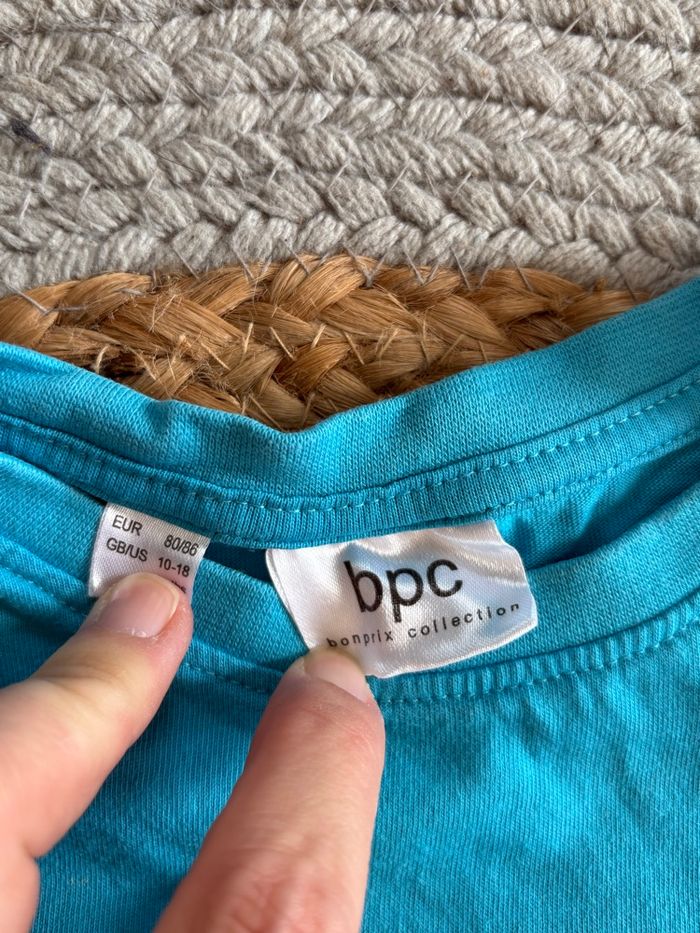 EUR 80/86
GB/US 10-18
bpc
bonprix collection